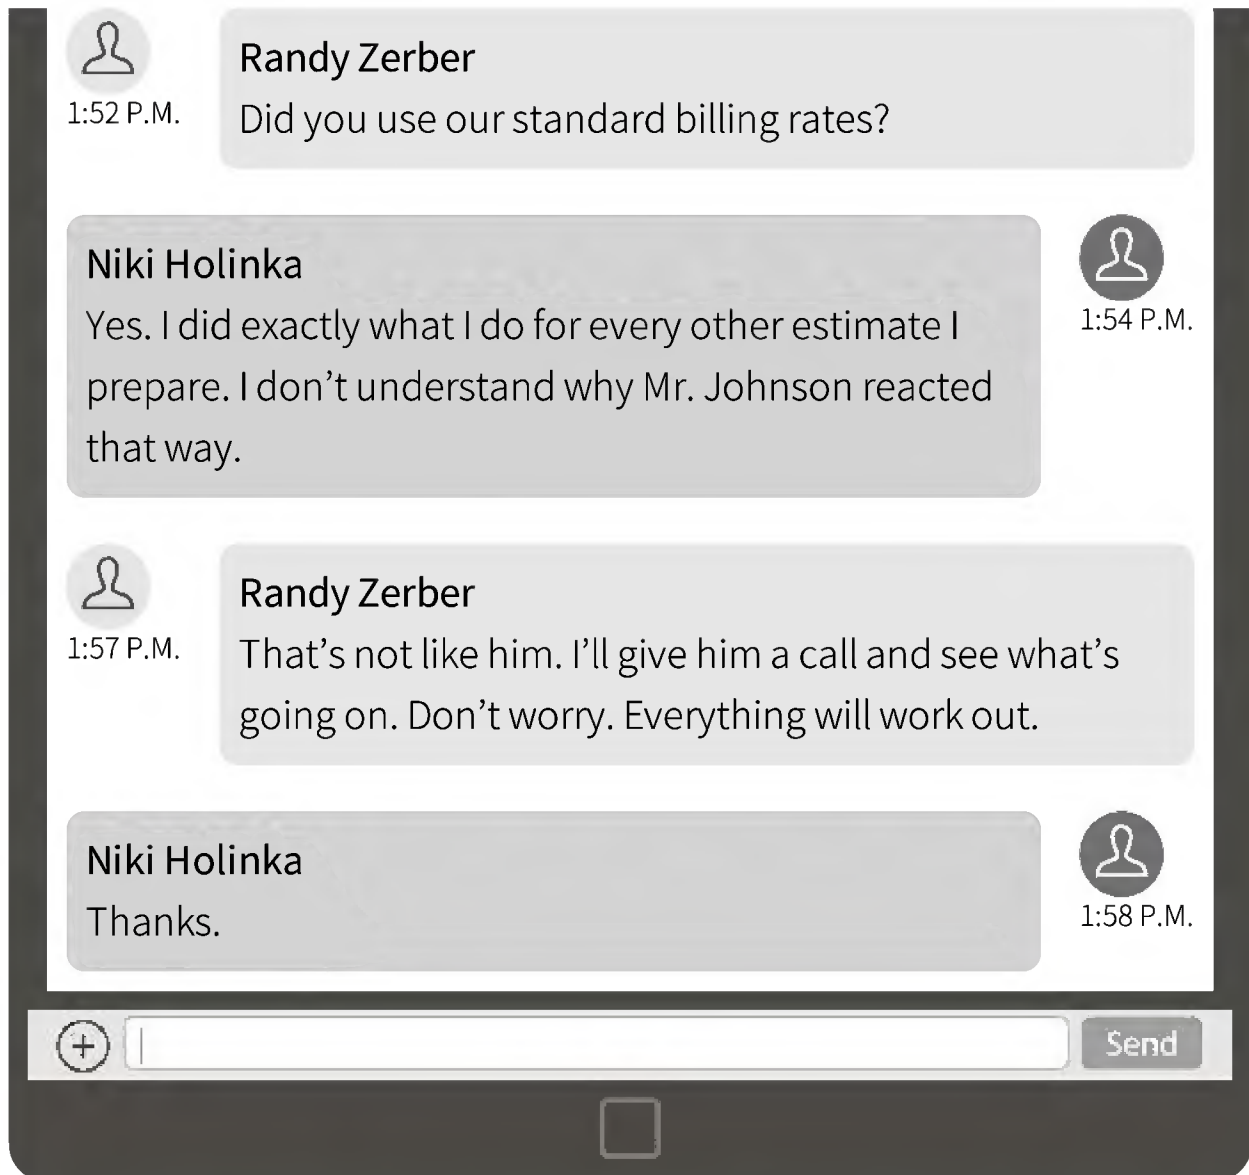 Randy Zerber
1:52 P.M.
Did you use our standard billing rates?
Niki Holinka
Yes. I did exactly what I do for every other estimate I
1:54 P.M.
prepare. I don't understand why Mr. Johnson reacted
that way.
Randy Zerber
1:57 P.M.
That's not like him. I'll give him a call and see what's
going on. Don't worry. Everything will work out.
Niki Holinka
Thanks.
1:58 P.M.
Send